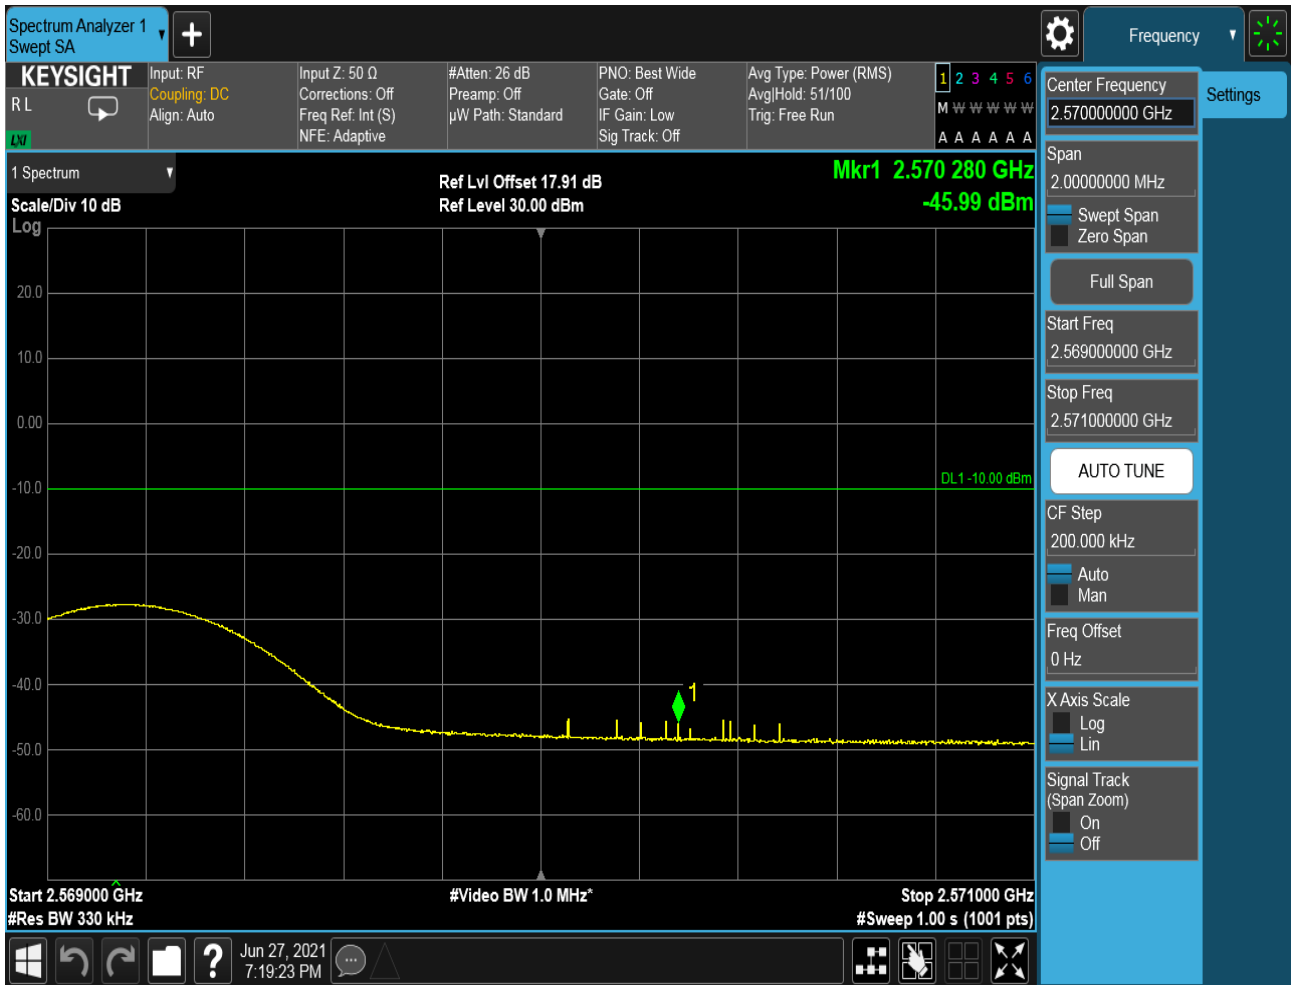 Spectrum Analyzer 1
Swept SA
Frequency
KEYSIGHT
R L
LXI
Input: RF
Coupling: DC
Align: Auto
Input Z: 50 Ω
Corrections: Off
Freq Ref: Int (S)
NFE: Adaptive
#Atten: 26 dB
Preamp: Off
µW Path: Standard
PNO: Best Wide
Gate: Off
IF Gain: Low
Sig Track: Off
Avg Type: Power (RMS)
Avg|Hold: 51/100
Trig: Free Run
1 2 3 4 5 6
M W W W W W
A A A A A A
1 Spectrum
Scale/Div 10 dB
Log
Ref Lvl Offset 17.91 dB
Ref Level 30.00 dBm
Mkr1 2.570 280 GHz
-45.99 dBm
20.0
10.0
0.00
-10.0
-20.0
-30.0
-40.0
-50.0
-60.0
DL1 -10.00 dBm
1
Start 2.569000 GHz
#Res BW 330 kHz
#Video BW 1.0 MHz*
Stop 2.571000 GHz
#Sweep 1.00 s (1001 pts)
?
Jun 27, 2021
7:19:23 PM
Center Frequency
2.570000000 GHz
Span
2.00000000 MHz
Swept Span
Zero Span
Full Span
Start Freq
2.569000000 GHz
Stop Freq
2.571000000 GHz
AUTO TUNE
CF Step
200.000 kHz
Auto
Man
Freq Offset
0 Hz
X Axis Scale
Log
Lin
Signal Track
(Span Zoom)
On
Off
Settings